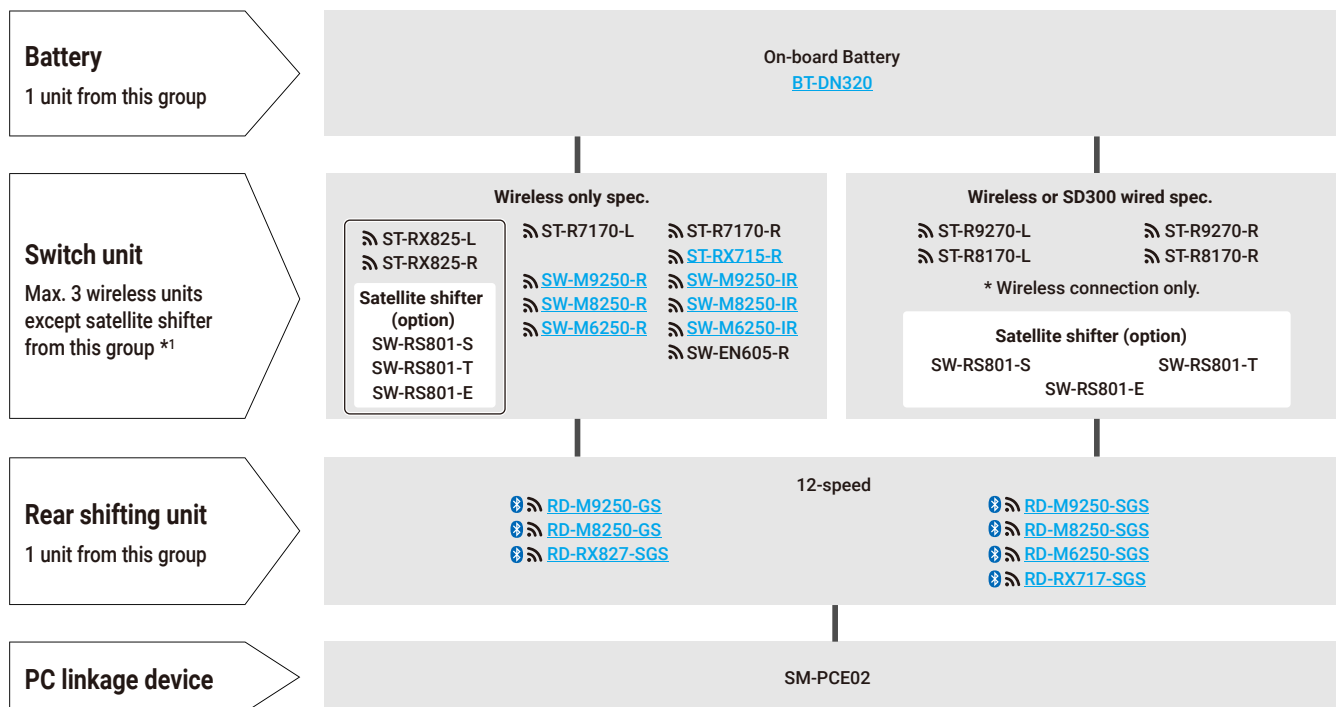 Battery
1 unit from this group
On-board Battery
BT-DN320
Switch unit
Max. 3 wireless units
except satellite shifter
from this group *1
Wireless only spec.
ST-RX825-L
ST-RX825-R
Satellite shifter
(option)
SW-RS801-S
SW-RS801-T
SW-RS801-E
ST-R7170-L
ST-R7170-R
ST-RX715-R
SW-M9250-R
SW-M9250-IR
SW-M8250-R
SW-M8250-IR
SW-M6250-R
SW-M6250-IR
SW-EN605-R
Wireless or SD300 wired spec.
ST-R9270-L
ST-R9270-R
ST-R8170-L
ST-R8170-R
* Wireless connection only.
Satellite shifter (option)
SW-RS801-S
SW-RS801-T
SW-RS801-E
Rear shifting unit
1 unit from this group
12-speed
RD-M9250-GS
RD-M8250-GS
RD-RX827-SGS
RD-M9250-SGS
RD-M8250-SGS
RD-M6250-SGS
RD-RX717-SGS
PC linkage device
SM-PCE02